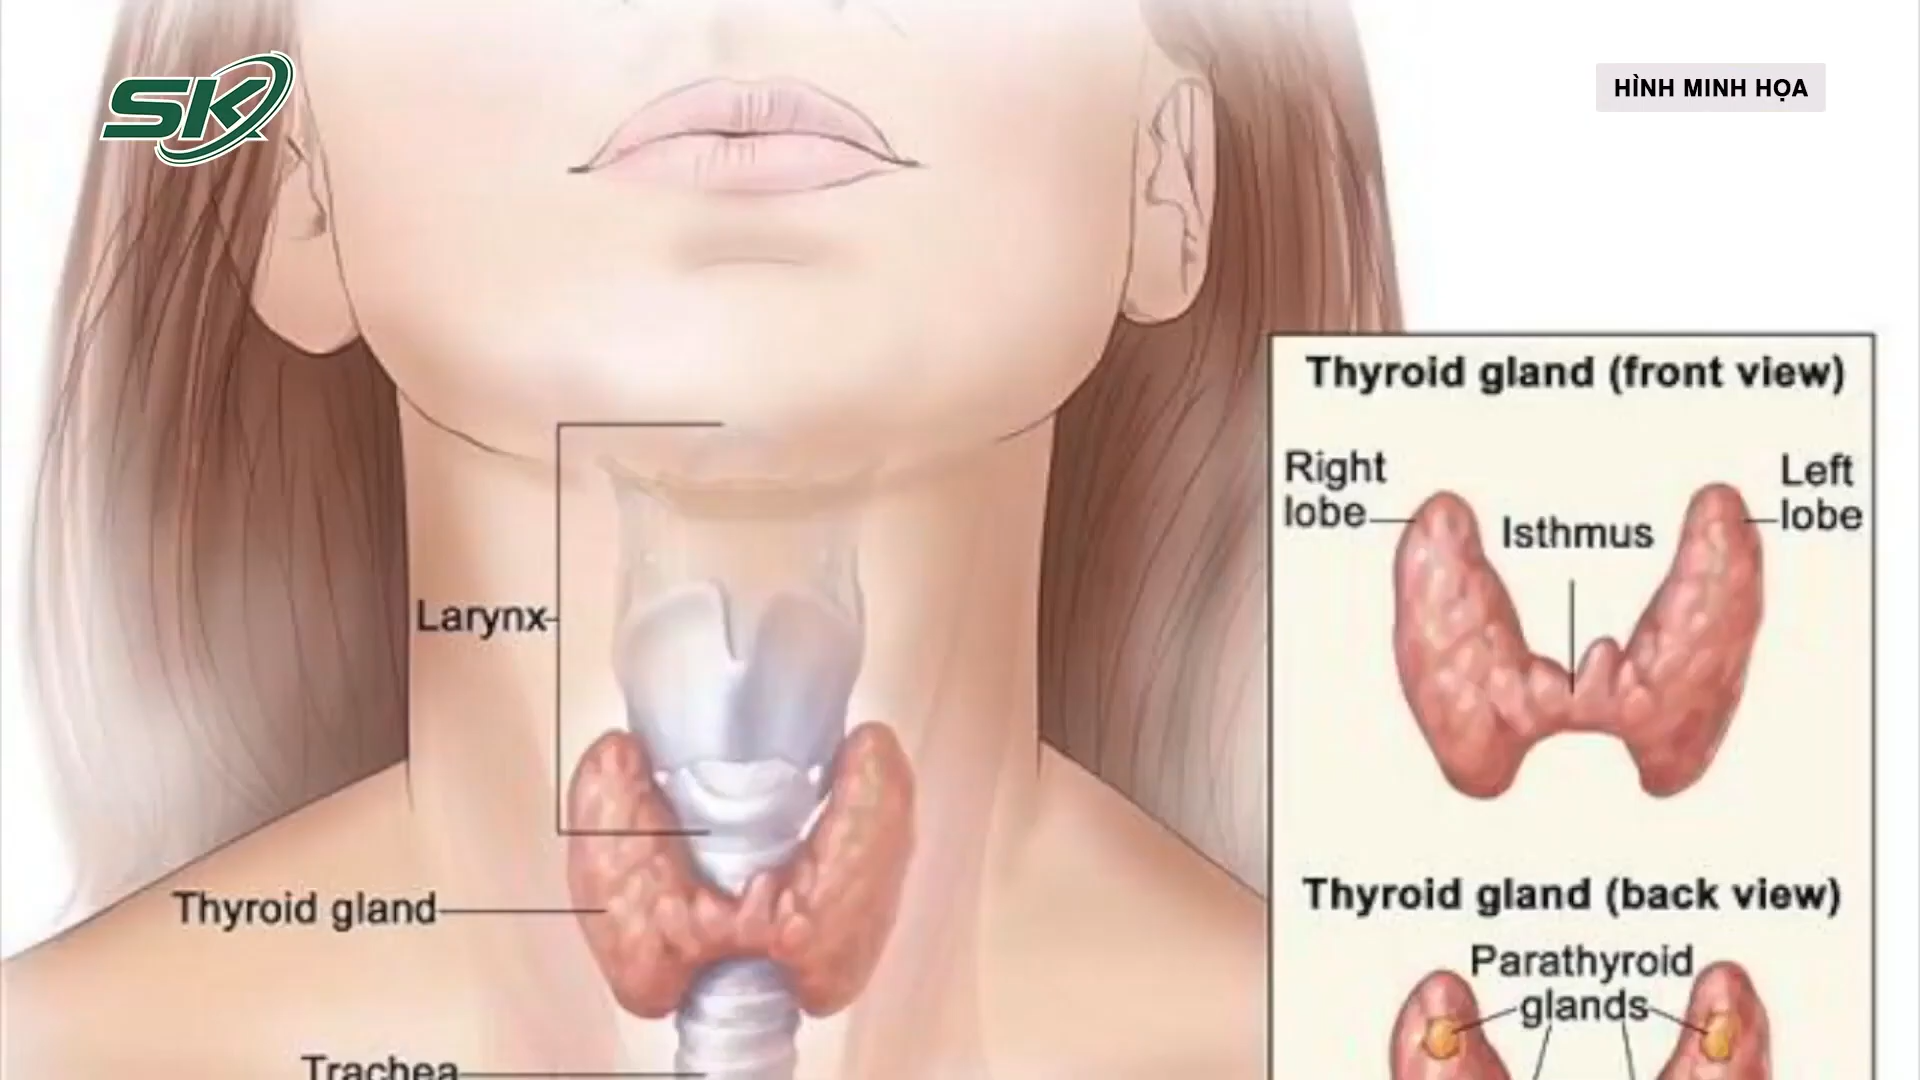 SK
HÌNH MINH HỌA
Thyroid gland (front view)
Right
lobe
Isthmus
Left
lobe
Larynx
Thyroid gland
Trachea
Thyroid gland (back view)
Parathyroid
glands